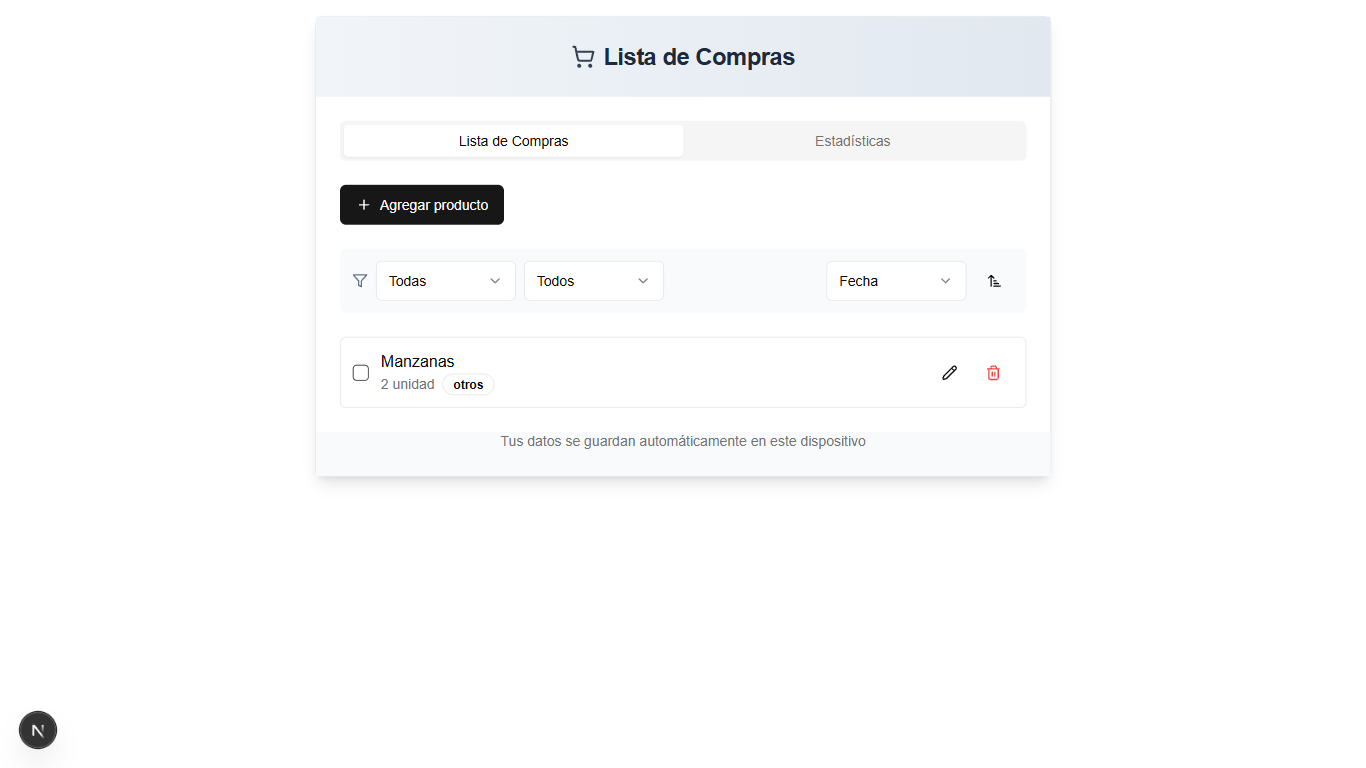 Lista de Compras
Lista de Compras Estadísticas
Agregar producto
Todas Todos Fecha
Manzanas
2 unidad otros
Tus datos se guardan automáticamente en este dispositivo
N